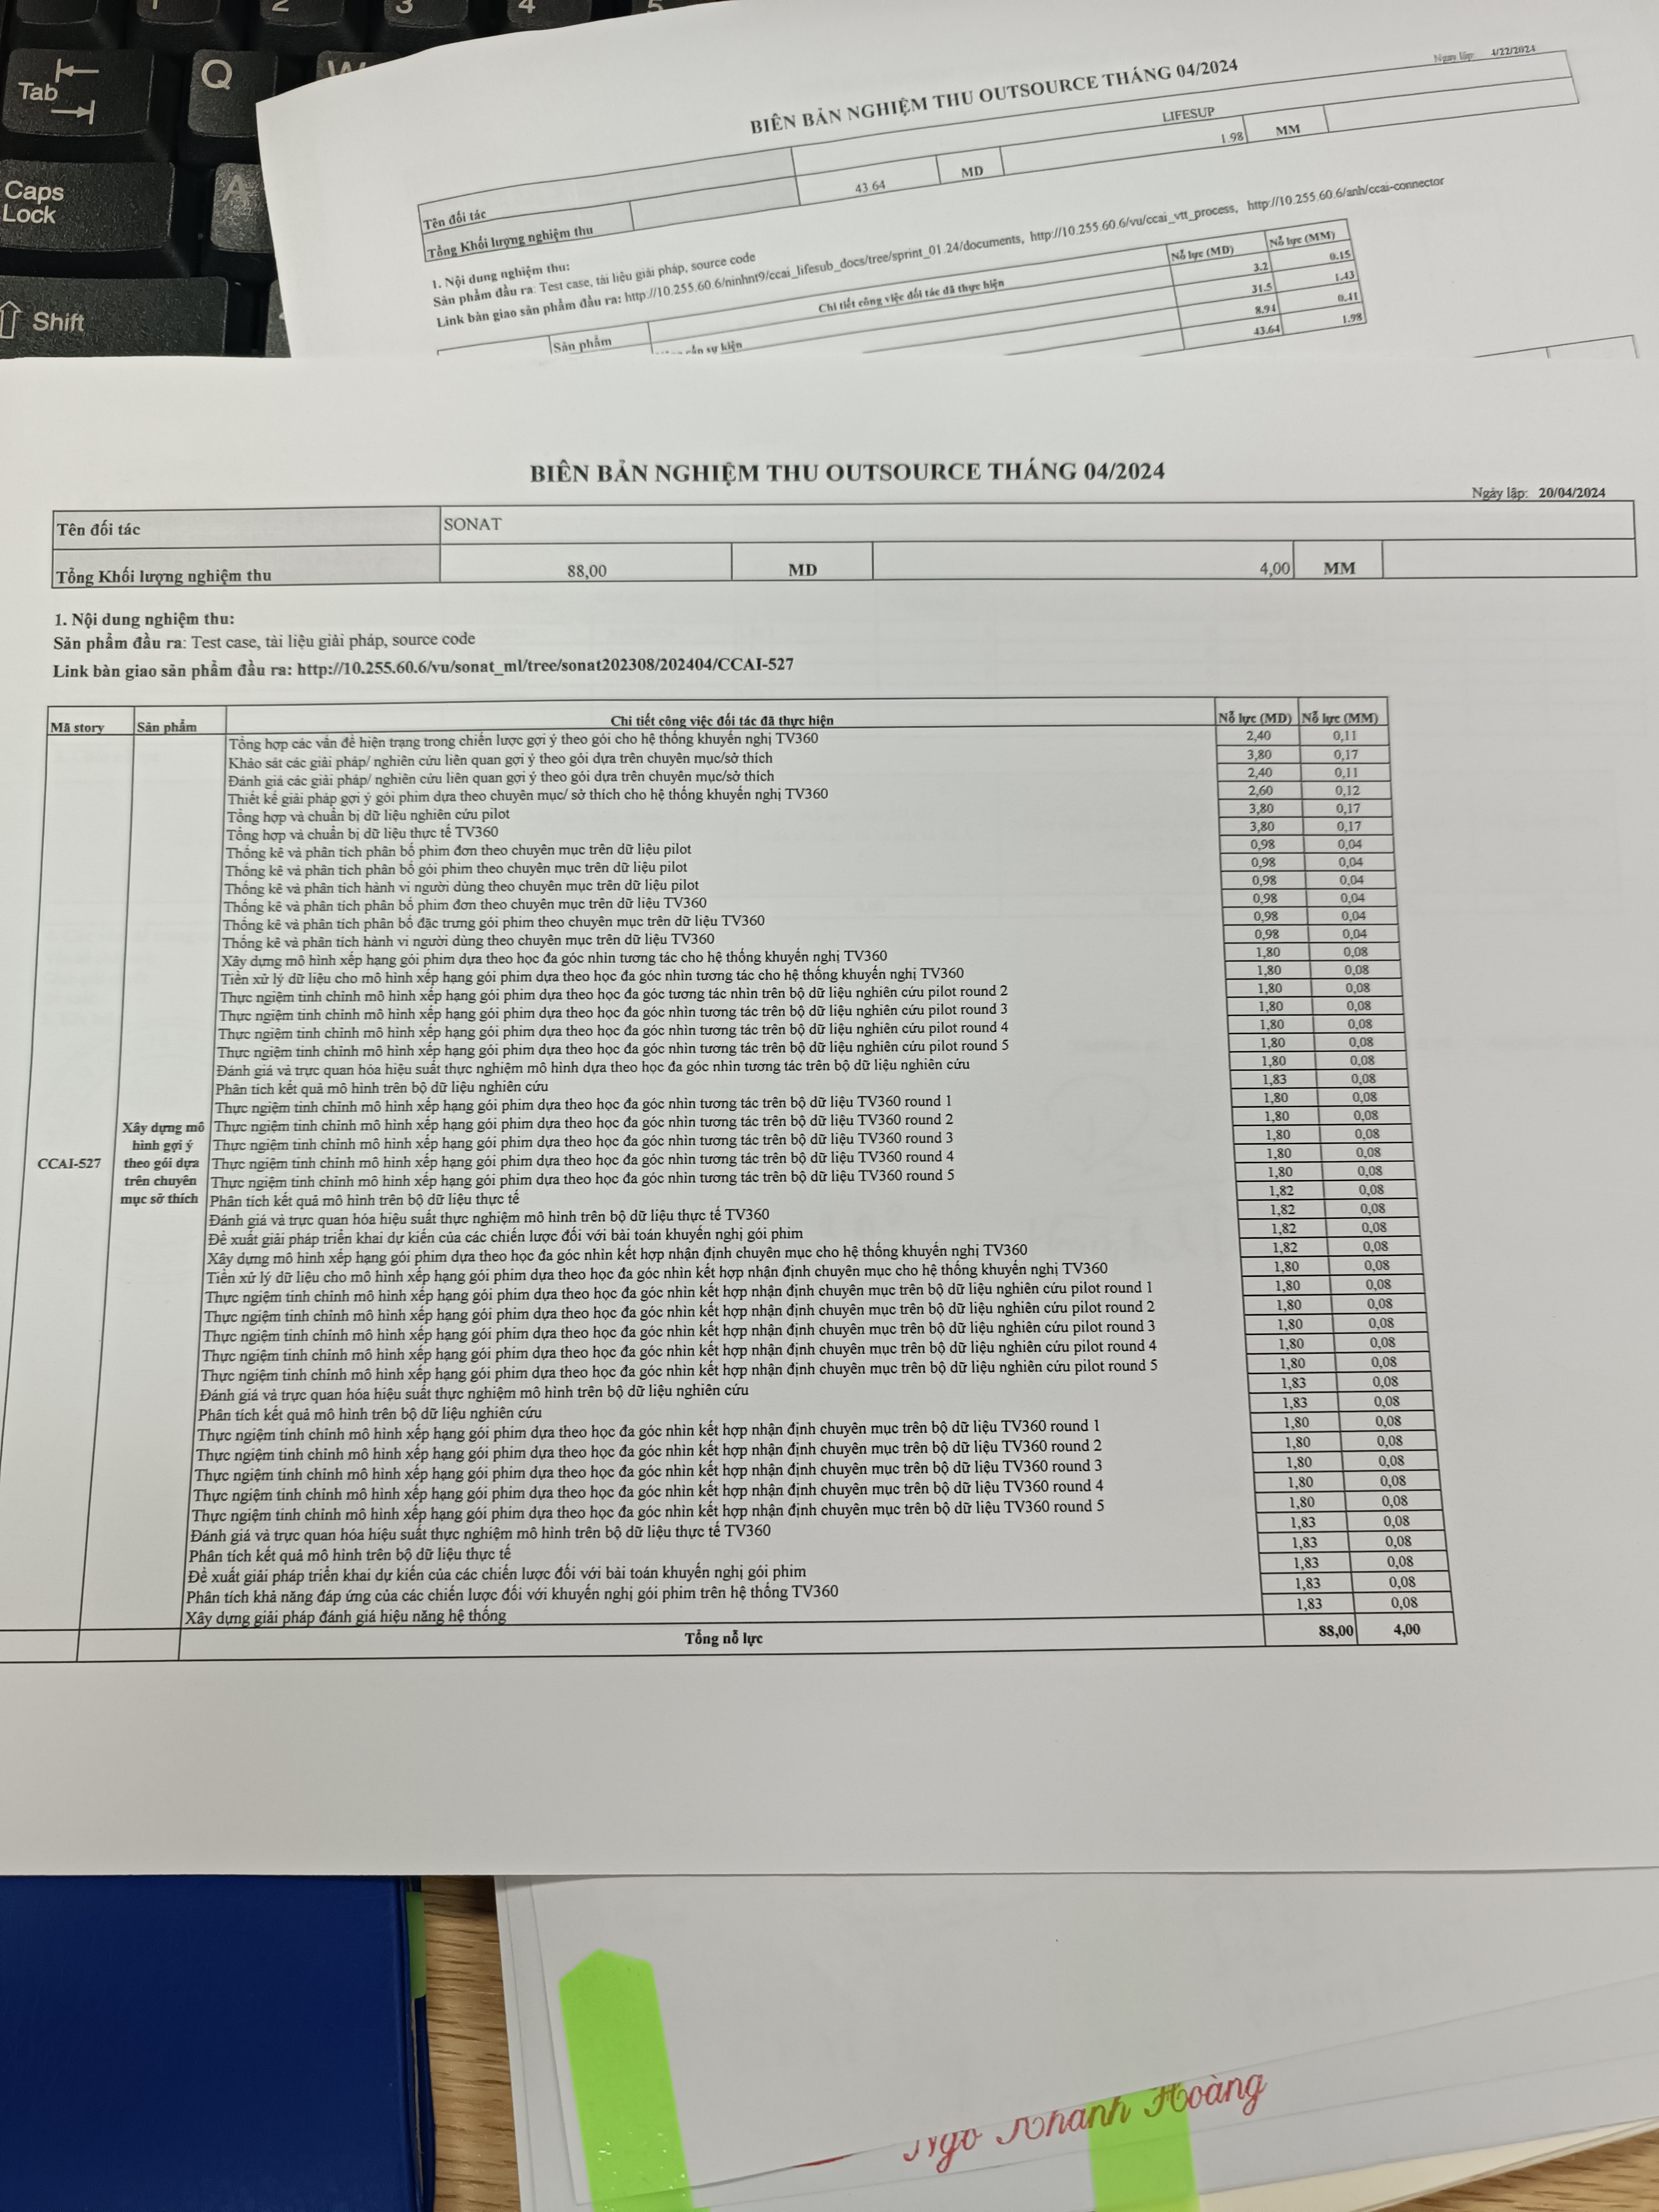 1 2 3 4 5
Tab Q W
Caps Lock A
Shift
BIÊN BẢN NGHIỆM THU OUTSOURCE THÁNG 04/2024
Ngày lập: 4/22/2024
Tên đối tác LIFESUP
Tổng Khối lượng nghiệm thu 43.64 MD 1.98 MM
1. Nội dung nghiệm thu:
Sản phẩm đầu ra: Test case, tài liệu giải pháp, source code
Link bàn giao sản phẩm đầu ra: http://10.255.60.6/ninhnt9/ccai_lifesub_docs/tree/sprint_01.24/documents, http://10.255.60.6/vu/ccai_vtt_process, http://10.255.60.6/anh/ccai-connector
Sản phẩm Chi tiết công việc đối tác đã thực hiện Nỗ lực (MD) Nỗ lực (MM)
sự kiện 3.2 0.15
31.5 1.43
8.94 0.41
43.64 1.98
BIÊN BẢN NGHIỆM THU OUTSOURCE THÁNG 04/2024
Ngày lập: 20/04/2024
Tên đối tác SONAT
Tổng Khối lượng nghiệm thu 88,00 MD 4,00 MM
1. Nội dung nghiệm thu:
Sản phẩm đầu ra: Test case, tài liệu giải pháp, source code
Link bàn giao sản phẩm đầu ra: http://10.255.60.6/vu/sonat_ml/tree/sonat202308/202404/CCAI-527
Mã story Sản phẩm Chi tiết công việc đối tác đã thực hiện Nỗ lực (MD) Nỗ lực (MM)
Tổng hợp các vấn đề hiện trạng trong chiến lược gợi ý theo gói cho hệ thống khuyến nghị TV360 2,40 0,11
Khảo sát các giải pháp/ nghiên cứu liên quan gợi ý theo gói dựa trên chuyên mục/sở thích 3,80 0,17
Đánh giá các giải pháp/ nghiên cứu liên quan gợi ý theo gói dựa trên chuyên mục/sở thích 2,40 0,11
Thiết kế giải pháp gợi ý gói phim dựa theo chuyên mục/ sở thích cho hệ thống khuyến nghị TV360 2,60 0,12
Tổng hợp và chuẩn bị dữ liệu nghiên cứu pilot 3,80 0,17
Tổng hợp và chuẩn bị dữ liệu thực tế TV360 3,80 0,17
Thống kê và phân tích phân bố phim đơn theo chuyên mục trên dữ liệu pilot 0,98 0,04
Thống kê và phân tích phân bố gói phim theo chuyên mục trên dữ liệu pilot 0,98 0,04
Thống kê và phân tích hành vi người dùng theo chuyên mục trên dữ liệu pilot 0,98 0,04
Thống kê và phân tích phân bố phim đơn theo chuyên mục trên dữ liệu TV360 0,98 0,04
Thống kê và phân tích phân bố đặc trưng gói phim theo chuyên mục trên dữ liệu TV360 0,98 0,04
Thống kê và phân tích hành vi người dùng theo chuyên mục trên dữ liệu TV360 0,98 0,04
Xây dựng mô hình xếp hạng gói phim dựa theo học đa góc nhìn tương tác cho hệ thống khuyến nghị TV360 1,80 0,08
Tiền xử lý dữ liệu cho mô hình xếp hạng gói phim dựa theo học đa góc nhìn tương tác cho hệ thống khuyến nghị TV360 1,80 0,08
Thực ngiệm tinh chỉnh mô hình xếp hạng gói phim dựa theo học đa góc tương tác nhìn trên bộ dữ liệu nghiên cứu pilot round 2 1,80 0,08
Thực ngiệm tinh chỉnh mô hình xếp hạng gói phim dựa theo học đa góc nhìn tương tác trên bộ dữ liệu nghiên cứu pilot round 3 1,80 0,08
Thực ngiệm tinh chỉnh mô hình xếp hạng gói phim dựa theo học đa góc nhìn tương tác trên bộ dữ liệu nghiên cứu pilot round 4 1,80 0,08
Thực ngiệm tinh chỉnh mô hình xếp hạng gói phim dựa theo học đa góc nhìn tương tác trên bộ dữ liệu nghiên cứu pilot round 5 1,80 0,08
Đánh giá và trực quan hóa hiệu suất thực nghiệm mô hình dựa theo học đa góc nhìn tương tác trên bộ dữ liệu nghiên cứu 1,80 0,08
Phân tích kết quả mô hình trên bộ dữ liệu nghiên cứu 1,83 0,08
Thực ngiệm tinh chỉnh mô hình xếp hạng gói phim dựa theo học đa góc nhìn tương tác trên bộ dữ liệu TV360 round 1 1,80 0,08
Thực ngiệm tinh chỉnh mô hình xếp hạng gói phim dựa theo học đa góc nhìn tương tác trên bộ dữ liệu TV360 round 2 1,80 0,08
Thực ngiệm tinh chỉnh mô hình xếp hạng gói phim dựa theo học đa góc nhìn tương tác trên bộ dữ liệu TV360 round 3 1,80 0,08
CCAI-527 Xây dựng mô hình gợi ý theo gói dựa trên chuyên mục sở thích Thực ngiệm tinh chỉnh mô hình xếp hạng gói phim dựa theo học đa góc nhìn tương tác trên bộ dữ liệu TV360 round 4 1,80 0,08
Thực ngiệm tinh chỉnh mô hình xếp hạng gói phim dựa theo học đa góc nhìn tương tác trên bộ dữ liệu TV360 round 5 1,80 0,08
Phân tích kết quả mô hình trên bộ dữ liệu thực tế 1,82 0,08
Đánh giá và trực quan hóa hiệu suất thực nghiệm mô hình trên bộ dữ liệu thực tế TV360 1,82 0,08
Đề xuất giải pháp triển khai dự kiến của các chiến lược đối với bài toán khuyến nghị gói phim 1,82 0,08
Xây dựng mô hình xếp hạng gói phim dựa theo học đa góc nhìn kết hợp nhận định chuyên mục cho hệ thống khuyến nghị TV360 1,82 0,08
Tiền xử lý dữ liệu cho mô hình xếp hạng gói phim dựa theo học đa góc nhìn kết hợp nhận định chuyên mục cho hệ thống khuyến nghị TV360 1,80 0,08
Thực ngiệm tinh chỉnh mô hình xếp hạng gói phim dựa theo học đa góc nhìn kết hợp nhận định chuyên mục trên bộ dữ liệu nghiên cứu pilot round 1 1,80 0,08
Thực ngiệm tinh chỉnh mô hình xếp hạng gói phim dựa theo học đa góc nhìn kết hợp nhận định chuyên mục trên bộ dữ liệu nghiên cứu pilot round 2 1,80 0,08
Thực ngiệm tinh chỉnh mô hình xếp hạng gói phim dựa theo học đa góc nhìn kết hợp nhận định chuyên mục trên bộ dữ liệu nghiên cứu pilot round 3 1,80 0,08
Thực ngiệm tinh chỉnh mô hình xếp hạng gói phim dựa theo học đa góc nhìn kết hợp nhận định chuyên mục trên bộ dữ liệu nghiên cứu pilot round 4 1,80 0,08
Thực ngiệm tinh chỉnh mô hình xếp hạng gói phim dựa theo học đa góc nhìn kết hợp nhận định chuyên mục trên bộ dữ liệu nghiên cứu pilot round 5 1,80 0,08
Đánh giá và trực quan hóa hiệu suất thực nghiệm mô hình trên bộ dữ liệu nghiên cứu 1,83 0,08
Phân tích kết quả mô hình trên bộ dữ liệu nghiên cứu 1,83 0,08
Thực ngiệm tinh chỉnh mô hình xếp hạng gói phim dựa theo học đa góc nhìn kết hợp nhận định chuyên mục trên bộ dữ liệu TV360 round 1 1,80 0,08
Thực ngiệm tinh chỉnh mô hình xếp hạng gói phim dựa theo học đa góc nhìn kết hợp nhận định chuyên mục trên bộ dữ liệu TV360 round 2 1,80 0,08
Thực ngiệm tinh chỉnh mô hình xếp hạng gói phim dựa theo học đa góc nhìn kết hợp nhận định chuyên mục trên bộ dữ liệu TV360 round 3 1,80 0,08
Thực ngiệm tinh chỉnh mô hình xếp hạng gói phim dựa theo học đa góc nhìn kết hợp nhận định chuyên mục trên bộ dữ liệu TV360 round 4 1,80 0,08
Thực ngiệm tinh chỉnh mô hình xếp hạng gói phim dựa theo học đa góc nhìn kết hợp nhận định chuyên mục trên bộ dữ liệu TV360 round 5 1,80 0,08
Đánh giá và trực quan hóa hiệu suất thực nghiệm mô hình trên bộ dữ liệu thực tế TV360 1,83 0,08
Phân tích kết quả mô hình trên bộ dữ liệu thực tế 1,83 0,08
Đề xuất giải pháp triển khai dự kiến của các chiến lược đối với bài toán khuyến nghị gói phim 1,83 0,08
Phân tích khả năng đáp ứng của các chiến lược đối với khuyến nghị gói phim trên hệ thống TV360 1,83 0,08
Xây dựng giải pháp đánh giá hiệu năng hệ thống 1,83 0,08
Tổng nỗ lực 88,00 4,00
Ngô Khanh Hoàng